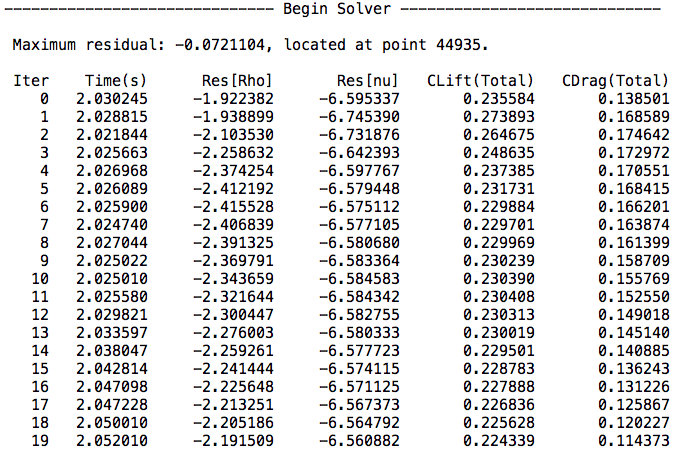 ------------------------------ Begin Solver -----------------------------
Maximum residual: -0.0721104, located at point 44935.
Iter Time(s) Res[Rho] Res[nu] CLift(Total) CDrag(Total)
0 2.030245 -1.922382 -6.595337 0.235584 0.138501
1 2.028815 -1.938899 -6.745390 0.273893 0.168589
2 2.021844 -2.103530 -6.731876 0.264675 0.174642
3 2.025663 -2.258632 -6.642393 0.248635 0.172972
4 2.026968 -2.374254 -6.597767 0.237385 0.170551
5 2.026089 -2.412192 -6.579448 0.231731 0.168415
6 2.025900 -2.415528 -6.575112 0.229884 0.166201
7 2.024740 -2.406839 -6.577105 0.229701 0.163874
8 2.027044 -2.391325 -6.580680 0.229969 0.161399
9 2.025022 -2.369791 -6.583364 0.230239 0.158709
10 2.025010 -2.343659 -6.584583 0.230390 0.155769
11 2.025580 -2.321644 -6.584342 0.230408 0.152550
12 2.029821 -2.300447 -6.582755 0.230313 0.149018
13 2.033597 -2.276003 -6.580333 0.230019 0.145140
14 2.038047 -2.259261 -6.577723 0.229501 0.140885
15 2.042814 -2.241444 -6.574115 0.228783 0.136243
16 2.047098 -2.225648 -6.571125 0.227888 0.131226
17 2.047228 -2.213251 -6.567373 0.226836 0.125867
18 2.050010 -2.205186 -6.564792 0.225628 0.120227
19 2.052010 -2.191509 -6.560882 0.224339 0.114373